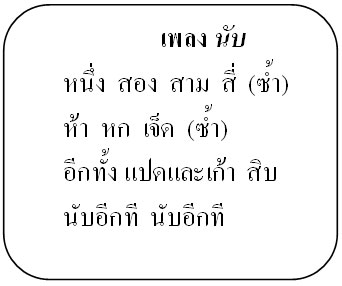 เพลง นับ
หนึ่ง สอง สาม สี่ (ซ้ำ)
ห้า หก เจ็ด (ซ้ำ)
อีกทั้ง แปดและเก้า สิบ
นับอีกที นับอีกที